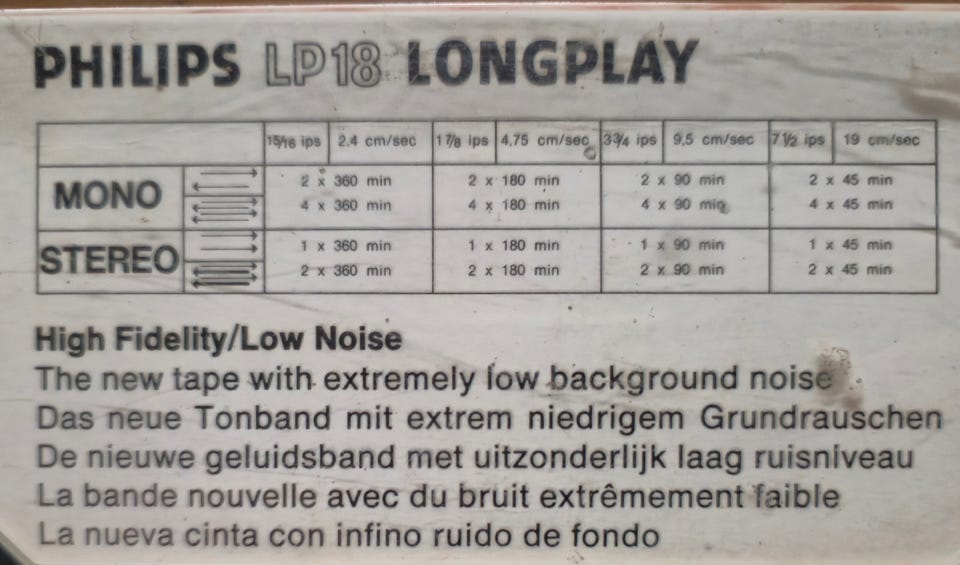 PHILIPS LP18 LONGPLAY
15/16 ips 2,4 cm/sec 1 7/8 ips 4,75 cm/sec 3 3/4 ips 9,5 cm/sec 7 1/2 ips 19 cm/sec
MONO
2 x 360 min 2 x 180 min 2 x 90 min 2 x 45 min
4 x 360 min 4 x 180 min 4 x 90 min 4 x 45 min
STEREO
1 x 360 min 1 x 180 min 1 x 90 min 1 x 45 min
2 x 360 min 2 x 180 min 2 x 90 min 2 x 45 min
High Fidelity/Low Noise
The new tape with extremely low background noise
Das neue Tonband mit extrem niedrigem Grundrauschen
De nieuwe geluidsband met uitzonderlijk laag ruisniveau
La bande nouvelle avec du bruit extrêmement faible
La nueva cinta con infino ruido de fondo